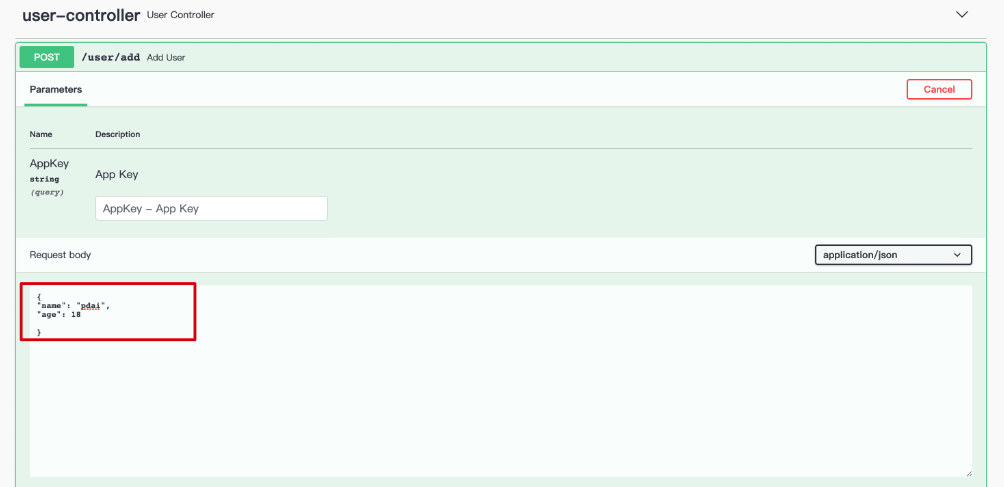 user-controller User Controller
POST /user/add Add User
Parameters Cancel
Name Description
AppKey
string
(query)
App Key
AppKey - App Key
Request body application/json
{
"name": "pdai",
"age": 18
}